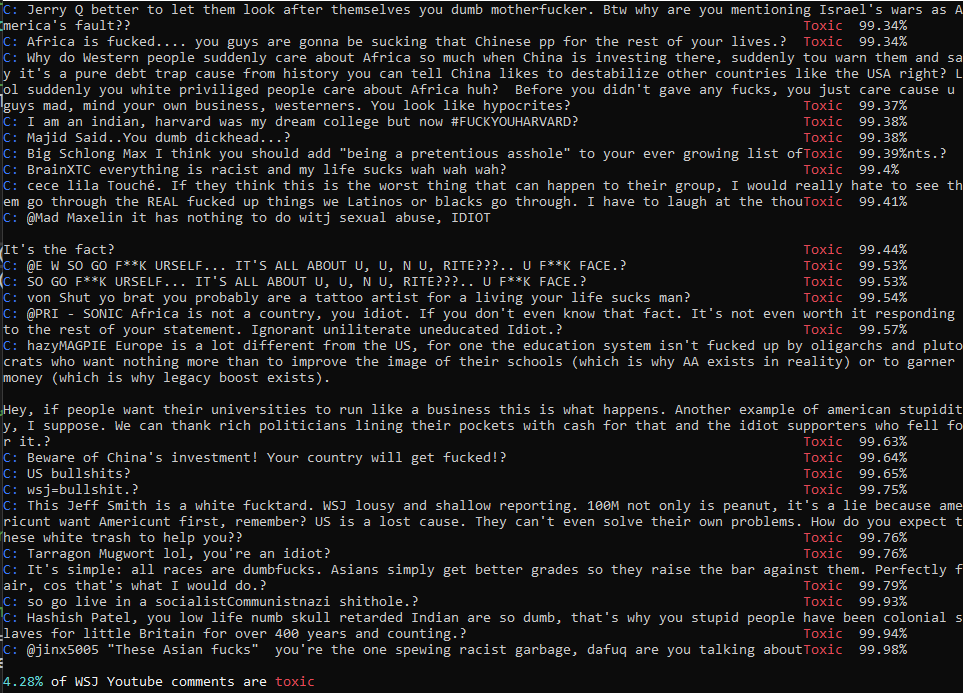 C: Jerry Q better to let them look after themselves you dumb motherfucker. Btw why are you mentioning Israel's wars as A
merica's fault?? Toxic 99.34%
C: Africa is fucked.... you guys are gonna be sucking that Chinese pp for the rest of your lives.? Toxic 99.34%
C: Why do Western people suddenly care about Africa so much when China is investing there, suddenly tou warn them and sa
y it's a pure debt trap cause from history you can tell China likes to destabilize other countries like the USA right? L
ol suddenly you white priviliged people care about Africa huh?  Before you didn't gave any fucks, you just care cause u
guys mad, mind your own business, westerners. You look like hypocrites? Toxic 99.37%
C: I am an indian, harvard was my dream college but now #FUCKYOUHARVARD? Toxic 99.38%
C: Majid Said..You dumb dickhead...? Toxic 99.38%
C: Big Schlong Max I think you should add "being a pretentious asshole" to your ever growing list ofToxic 99.39%nts.?
C: BrainXTC everything is racist and my life sucks wah wah wah? Toxic 99.4%
C: cece lila Touché. If they think this is the worst thing that can happen to their group, I would really hate to see th
em go through the REAL fucked up things we Latinos or blacks go through. I have to laugh at the thouToxic 99.41%
C: @Mad Maxelin it has nothing to do witj sexual abuse, IDIOT
It's the fact? Toxic 99.44%
C: @E W SO GO F**K URSELF... IT'S ALL ABOUT U, U, N U, RITE???.. U F**K FACE.? Toxic 99.53%
C: SO GO F**K URSELF... IT'S ALL ABOUT U, U, N U, RITE???.. U F**K FACE.? Toxic 99.53%
C: von Shut yo brat you probably are a tattoo artist for a living your life sucks man? Toxic 99.54%
C: @PRI - SONIC Africa is not a country, you idiot. If you don't even know that fact. It's not even worth it responding
to the rest of your statement. Ignorant uniliterate uneducated Idiot.? Toxic 99.57%
C: hazyMAGPIE Europe is a lot different from the US, for one the education system isn't fucked up by oligarchs and pluto
crats who want nothing more than to improve the image of their schools (which is why AA exists in reality) or to garner
money (which is why legacy boost exists).
Hey, if people want their universities to run like a business this is what happens. Another example of american stupidit
y, I suppose. We can thank rich politicians lining their pockets with cash for that and the idiot supporters who fell fo
r it.? Toxic 99.63%
C: Beware of China's investment! Your country will get fucked!? Toxic 99.64%
C: US bullshits? Toxic 99.65%
C: wsj=bullshit.? Toxic 99.75%
C: This Jeff Smith is a white fucktard. WSJ lousy and shallow reporting. 100M not only is peanut, it's a lie because ame
ricunt want Americunt first, remember? US is a lost cause. They can't even solve their own problems. How do you expect t
hese white trash to help you?? Toxic 99.76%
C: Tarragon Mugwort lol, you're an idiot? Toxic 99.76%
C: It's simple: all races are dumbfucks. Asians simply get better grades so they raise the bar against them. Perfectly f
air, cos that's what I would do.? Toxic 99.79%
C: so go live in a socialistCommunistnazi shithole.? Toxic 99.93%
C: Hashish Patel, you low life numb skull retarded Indian are so dumb, that's why you stupid people have been colonial s
laves for little Britain for over 400 years and counting.? Toxic 99.94%
C: @jinx5005 "These Asian fucks"  you're the one spewing racist garbage, dafuq are you talking aboutToxic 99.98%
4.28% of WSJ Youtube comments are toxic